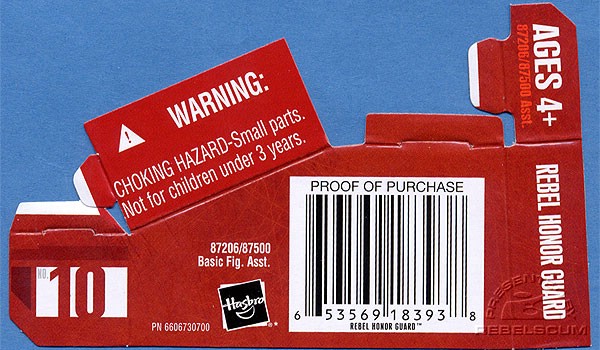 WARNING:
CHOKING HAZARD-Small parts.
Not for children under 3 years.
AGES 4+
87206/87500 Asst.
REBEL HONOR GUARD
PROOF OF PURCHASE
6 53569 18393 8
REBEL HONOR GUARD™
87206/87500
Basic Fig. Asst.
Hasbro
®*
NO. 10
PN 6606730700
PRESENTED BY
REBELSCUM